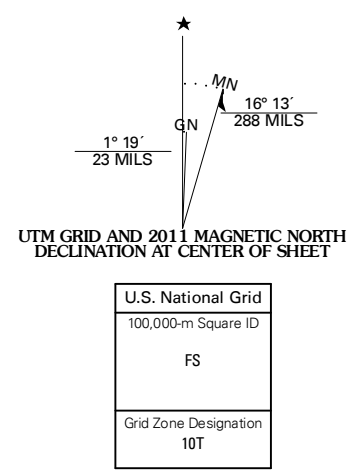 ★
MN
16° 13´
288 MILS
GN
1° 19´
23 MILS
UTM GRID AND 2011 MAGNETIC NORTH
DECLINATION AT CENTER OF SHEET
U.S. National Grid
100,000-m Square ID
FS
Grid Zone Designation
10T